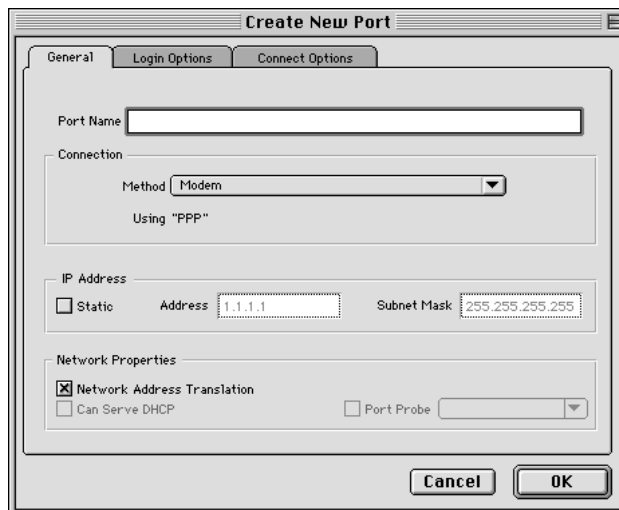 Create New Port
General Login Options Connect Options
Port Name
Connection
Method Modem
Using "PPP"
IP Address
Static Address 1.1.1.1 Subnet Mask 255.255.255.255
Network Properties
Network Address Translation
Can Serve DHCP Port Probe
Cancel OK